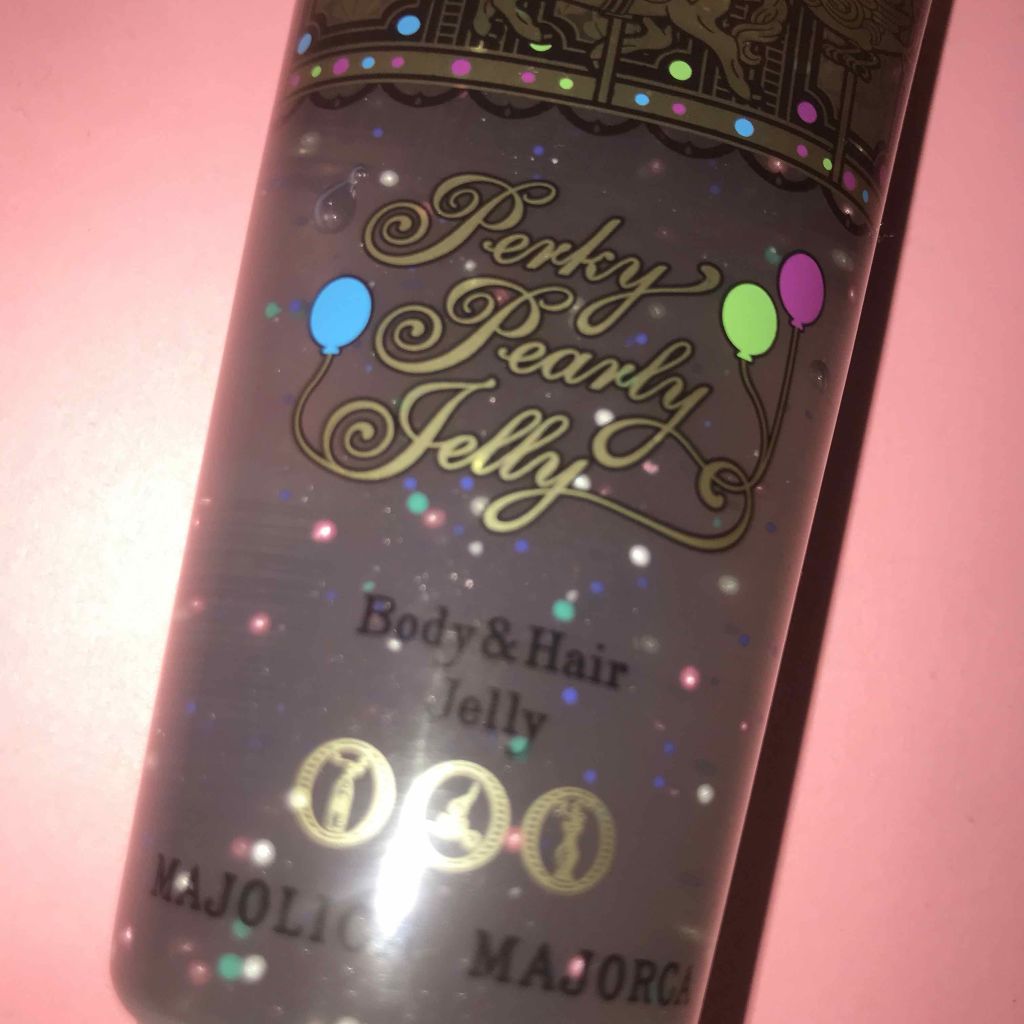 Perky
Pearly
Jelly
Body & Hair
Jelly
MAJOLICA MAJORCA